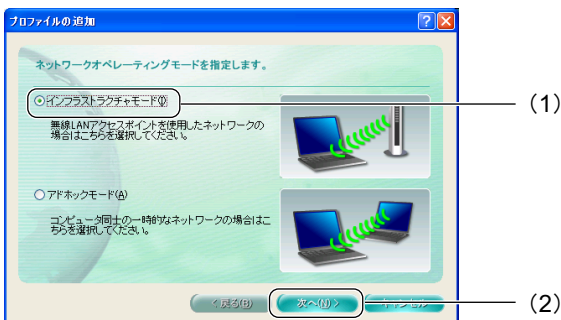 プロファイルの追加
ネットワークオペレーティングモードを指定します。
インフラストラクチャモード(I)
(1)
無線LANアクセスポイントを使用したネットワークの
場合はこちらを選択してください。
アドホックモード(A)
コンピュータ同士の一時的なネットワークの場合はこ
ちらを選択してください。
< 戻る(B)
次へ(N) >
キャンセル
(2)